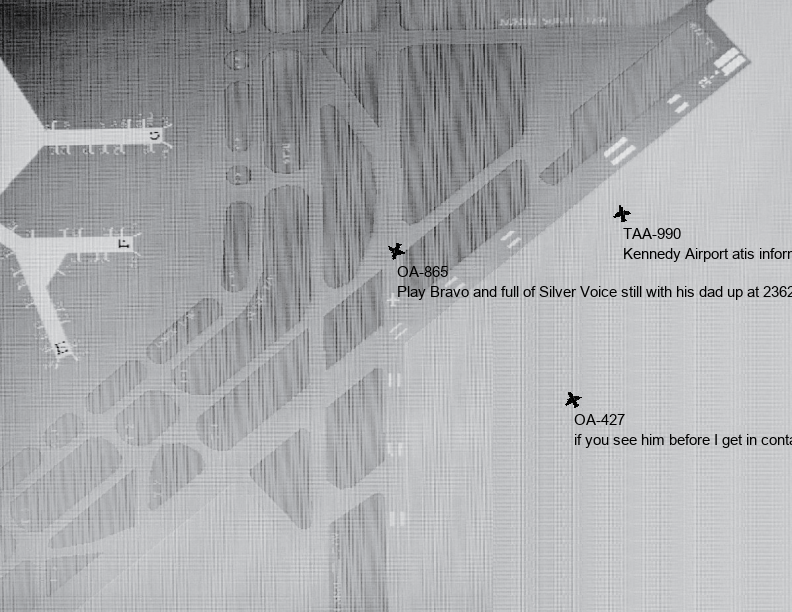 G
F
TAA-990
Kennedy Airport atis inforr
OA-865
Play Bravo and full of Silver Voice still with his dad up at 2362
OA-427
if you see him before I get in conta